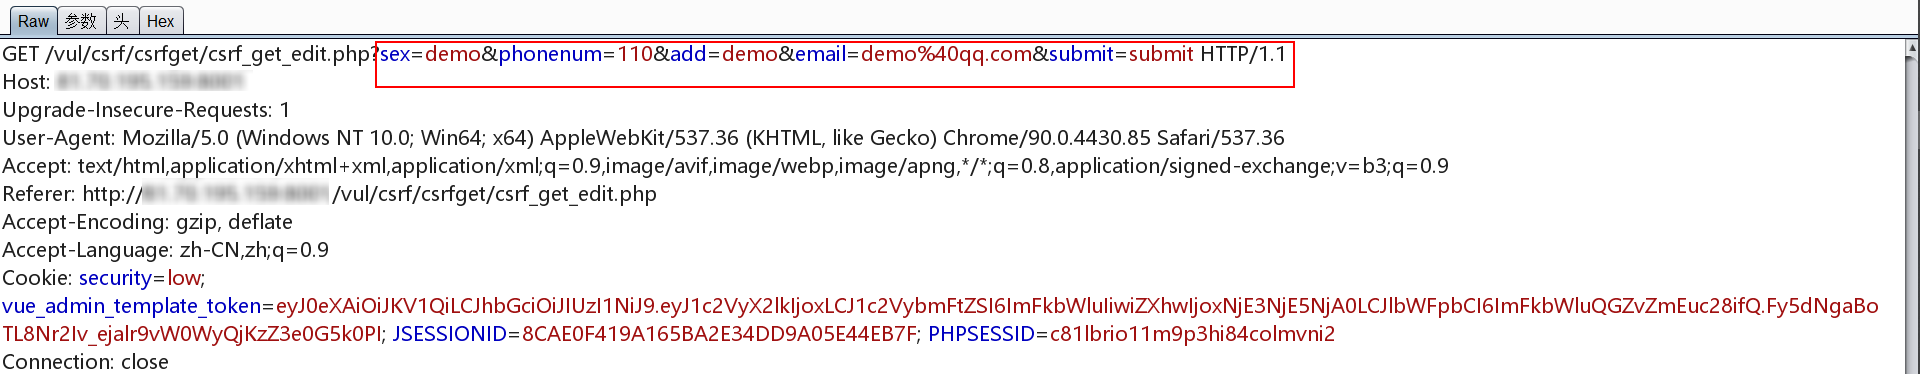 Raw 参数 头 Hex
GET /vul/csrf/csrfget/csrf_get_edit.php?sex=demo&phonenum=110&add=demo&email=demo%40qq.com&submit=submit HTTP/1.1
Host:
Upgrade-Insecure-Requests: 1
User-Agent: Mozilla/5.0 (Windows NT 10.0; Win64; x64) AppleWebKit/537.36 (KHTML, like Gecko) Chrome/90.0.4430.85 Safari/537.36
Accept: text/html,application/xhtml+xml,application/xml;q=0.9,image/avif,image/webp,image/apng,*/*;q=0.8,application/signed-exchange;v=b3;q=0.9
Referer: http:///vul/csrf/csrfget/csrf_get_edit.php
Accept-Encoding: gzip, deflate
Accept-Language: zh-CN,zh;q=0.9
Cookie: security=low;
vue_admin_template_token=eyJ0eXAiOiJKV1QiLCJhbGciOiJIUzI1NiJ9.eyJ1c2VyX2lkIjoxLCJ1c2VybmFtZSI6ImFkbWluIiwiZXhwIjoxNjE3NjE5NjA0LCJlbWFpbCI6ImFkbWluQGZvZmEuc28ifQ.Fy5dNgaBo
TL8Nr2Iv_ejaIr9vW0WyQjKzZ3e0G5k0PI; JSESSIONID=8CAE0F419A165BA2E34DD9A05E44EB7F; PHPSESSID=c81lbrio11m9p3hi84colmvni2
Connection: close